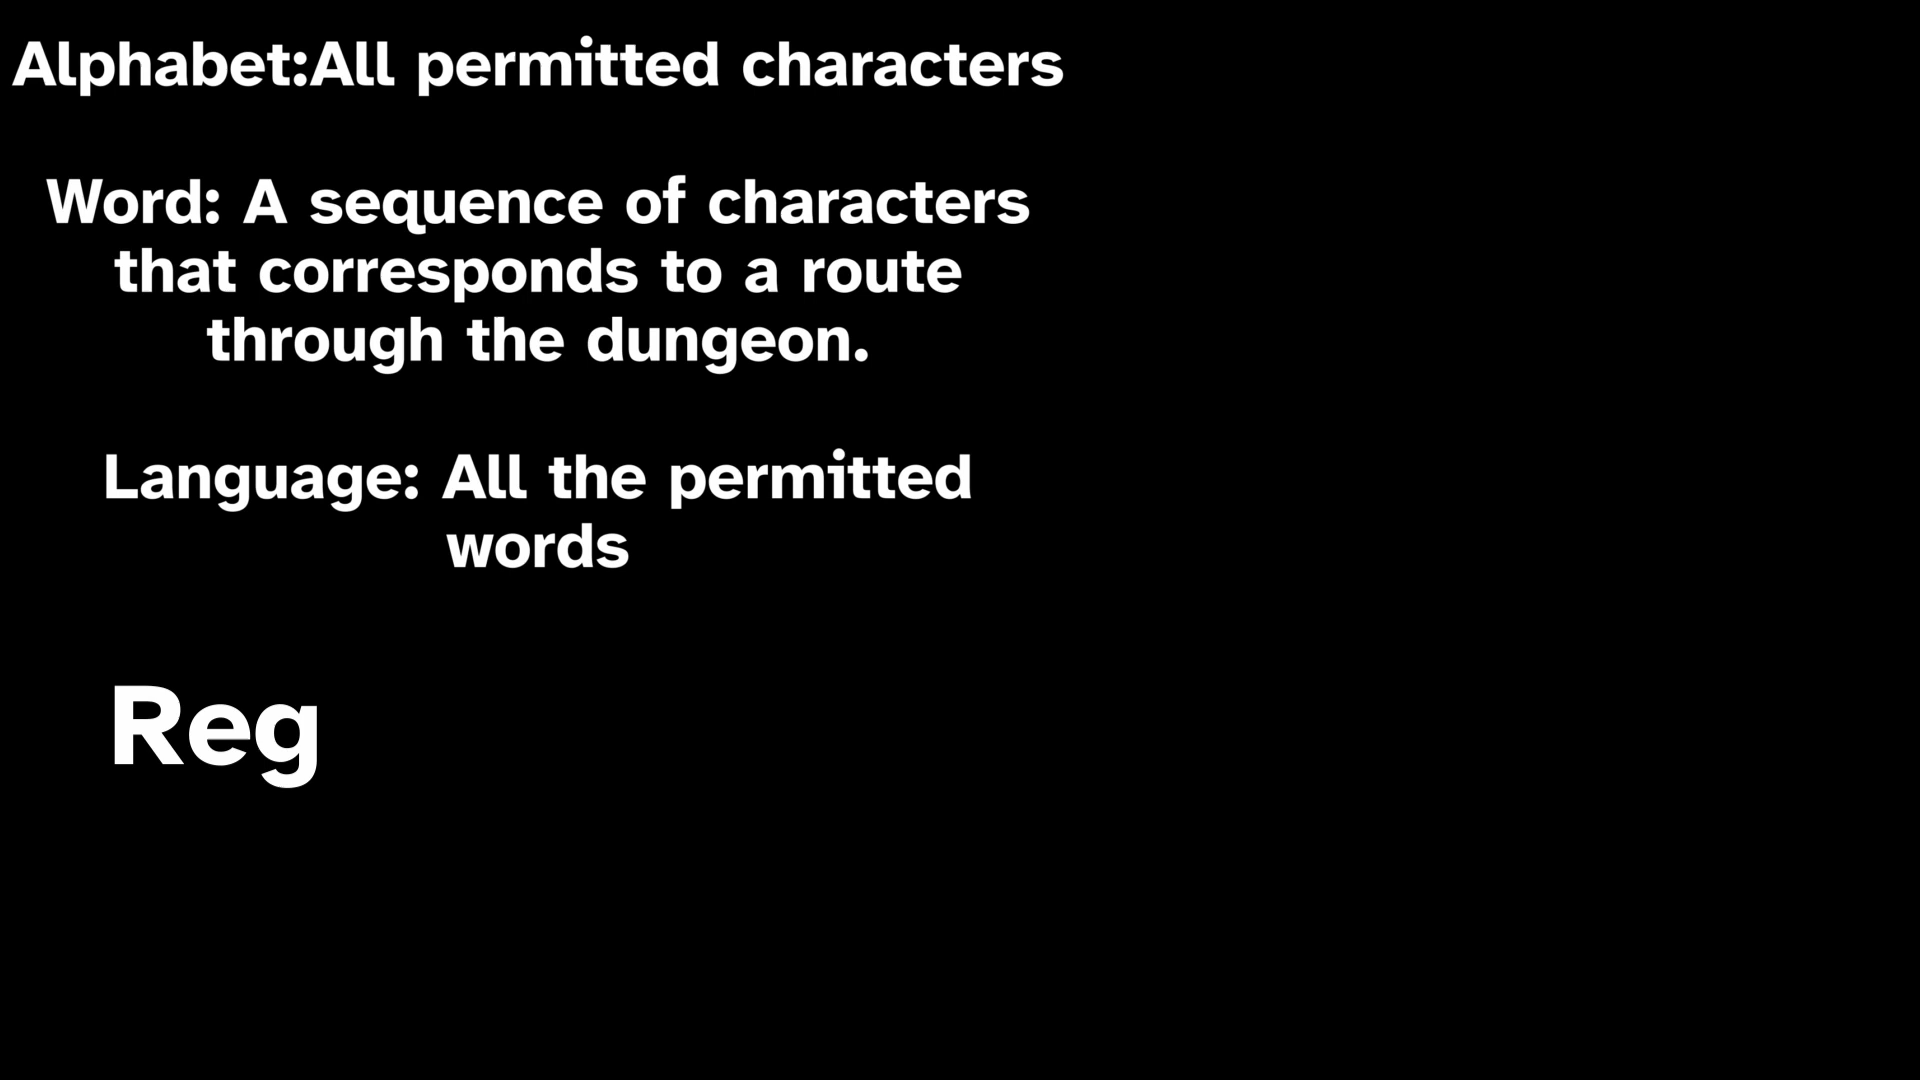 Alphabet:All permitted characters
Word: A sequence of characters
that corresponds to a route
through the dungeon.
Language: All the permitted
words
Reg